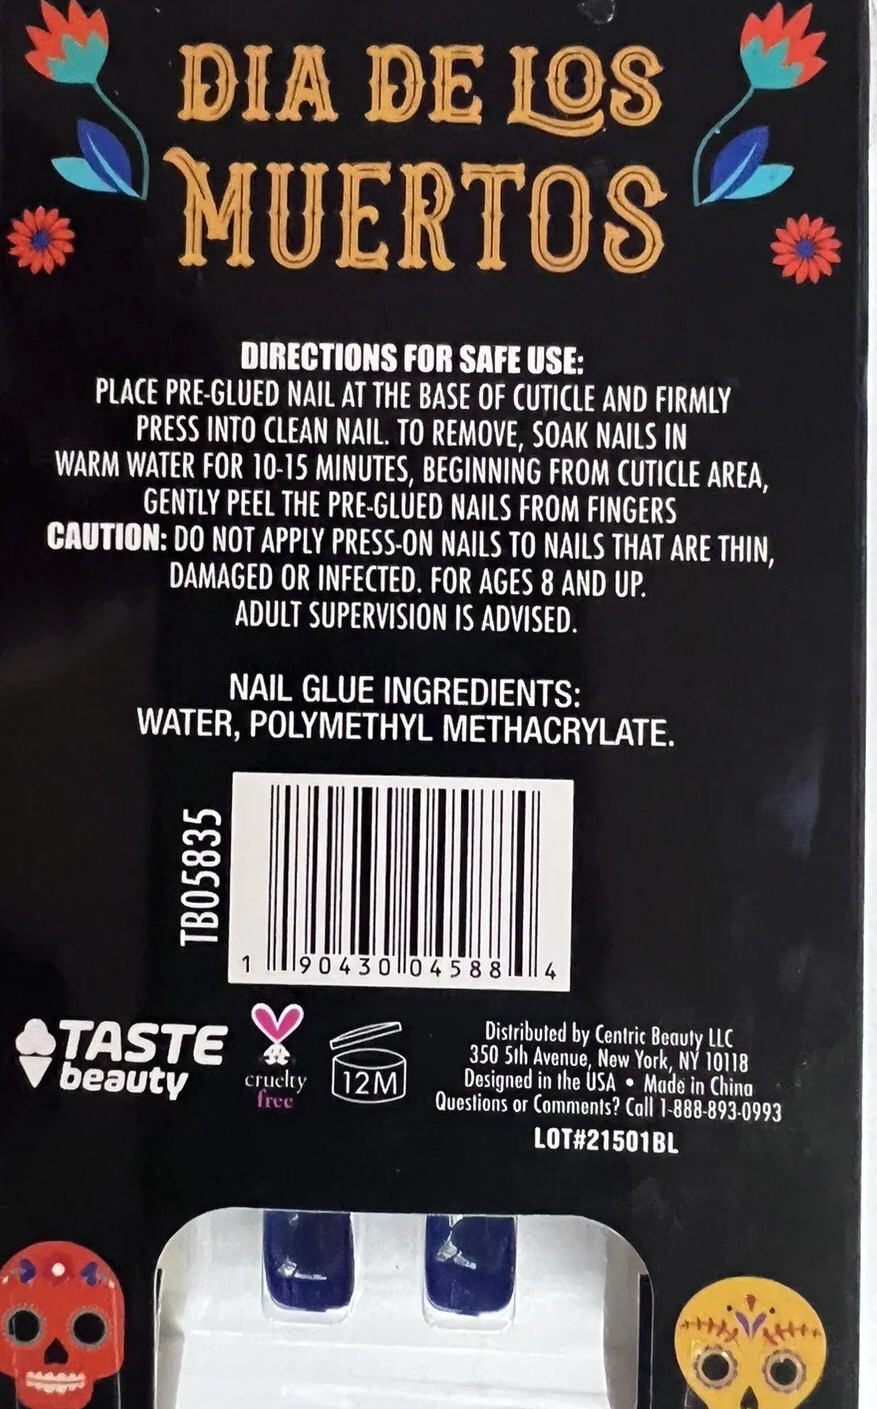 DIA DE LOS
MUERTOS
DIRECTIONS FOR SAFE USE:
PLACE PRE-GLUED NAIL AT THE BASE OF CUTICLE AND FIRMLY
PRESS INTO CLEAN NAIL. TO REMOVE, SOAK NAILS IN
WARM WATER FOR 10-15 MINUTES, BEGINNING FROM CUTICLE AREA,
GENTLY PEEL THE PRE-GLUED NAILS FROM FINGERS
CAUTION: DO NOT APPLY PRESS-ON NAILS TO NAILS THAT ARE THIN,
DAMAGED OR INFECTED. FOR AGES 8 AND UP.
ADULT SUPERVISION IS ADVISED.
NAIL GLUE INGREDIENTS:
WATER, POLYMETHYL METHACRYLATE.
TB05835
1 90430 04588 4
TASTE
beauty
cruelty
free
12M
Distributed by Centric Beauty LLC
350 5th Avenue, New York, NY 10118
Designed in the USA • Made in China
Questions or Comments? Call 1-888-893-0993
LOT#21501BL